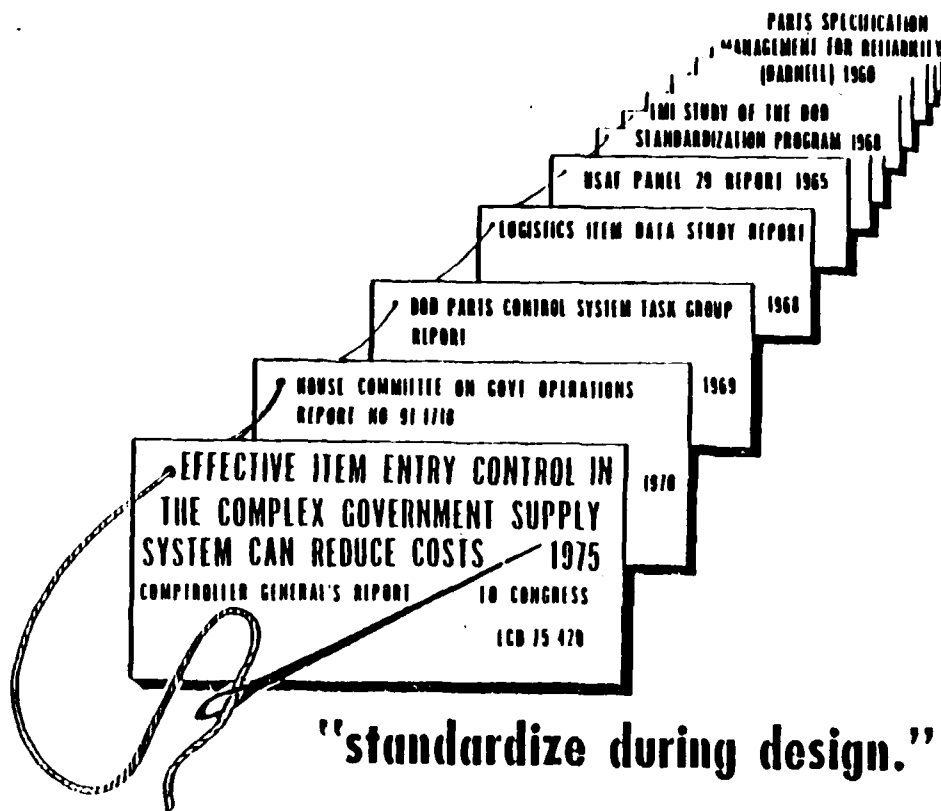 PARTS SPECIFICATION
MANAGEMENT FOR RELIABILITY
(DARNELL) 1960
LMI STUDY OF THE DOD
STANDARDIZATION PROGRAM 1968
USAF PANEL 29 REPORT 1965
LOGISTICS ITEM DATA STUDY REPORT
1968
DOD PARTS CONTROL SYSTEM TASK GROUP
REPORT
1969
HOUSE COMMITTEE ON GOVT OPERATIONS
REPORT NO 91 1718
1970
EFFECTIVE ITEM ENTRY CONTROL IN
THE COMPLEX GOVERNMENT SUPPLY
SYSTEM CAN REDUCE COSTS 1975
COMPTROLLER GENERAL'S REPORT TO CONGRESS
LCD 75 420
"standardize during design."